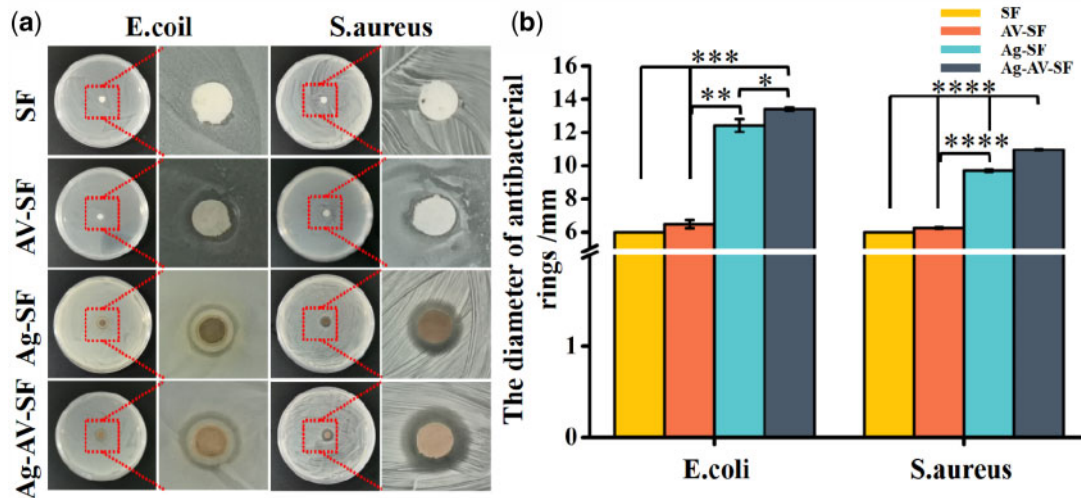 (a)
E.coil
S.aureus
SF
AV-SF
Ag-SF
Ag-AV-SF
(b)
SF
AV-SF
Ag-SF
Ag-AV-SF
The diameter of antibacterial
rings /mm
16
14
12
10
8
6
1
0
***
**
*
****
****
E.coli
S.aureus